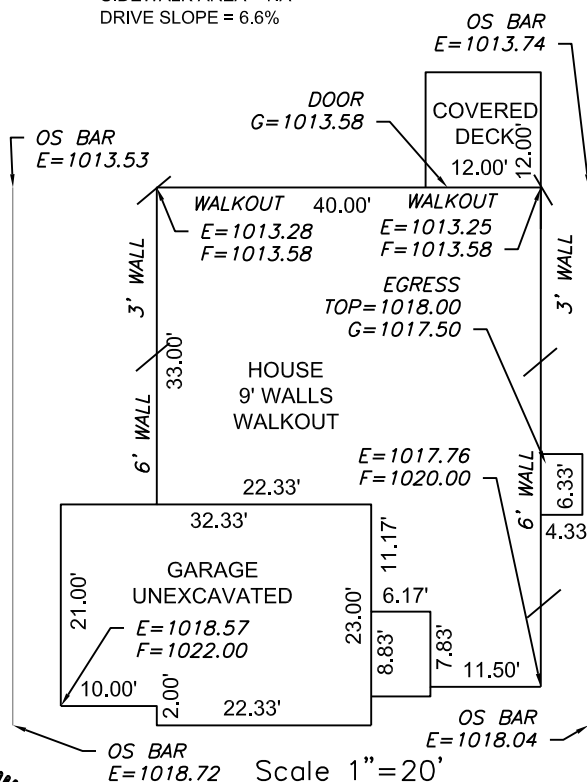 DRIVE SLOPE = 6.6%
OS BAR
E=1013.74
DOOR
G=1013.58
COVERED
DECK
12.00'
12.00'
OS BAR
E=1013.53
WALKOUT
40.00'
WALKOUT
E=1013.28
F=1013.58
E=1013.25
F=1013.58
3' WALL
3' WALL
EGRESS
TOP=1018.00
G=1017.50
33.00'
HOUSE
9' WALLS
WALKOUT
6' WALL
E=1017.76
F=1020.00
6' WALL
6.33'
4.33
22.33'
32.33'
11.17'
GARAGE
UNEXCAVATED
21.00'
23.00'
6.17'
E=1018.57
F=1022.00
8.83'
7.83'
10.00'
2.00'
22.33'
11.50'
OS BAR
E=1018.04
OS BAR
E=1018.72
Scale 1"=20'